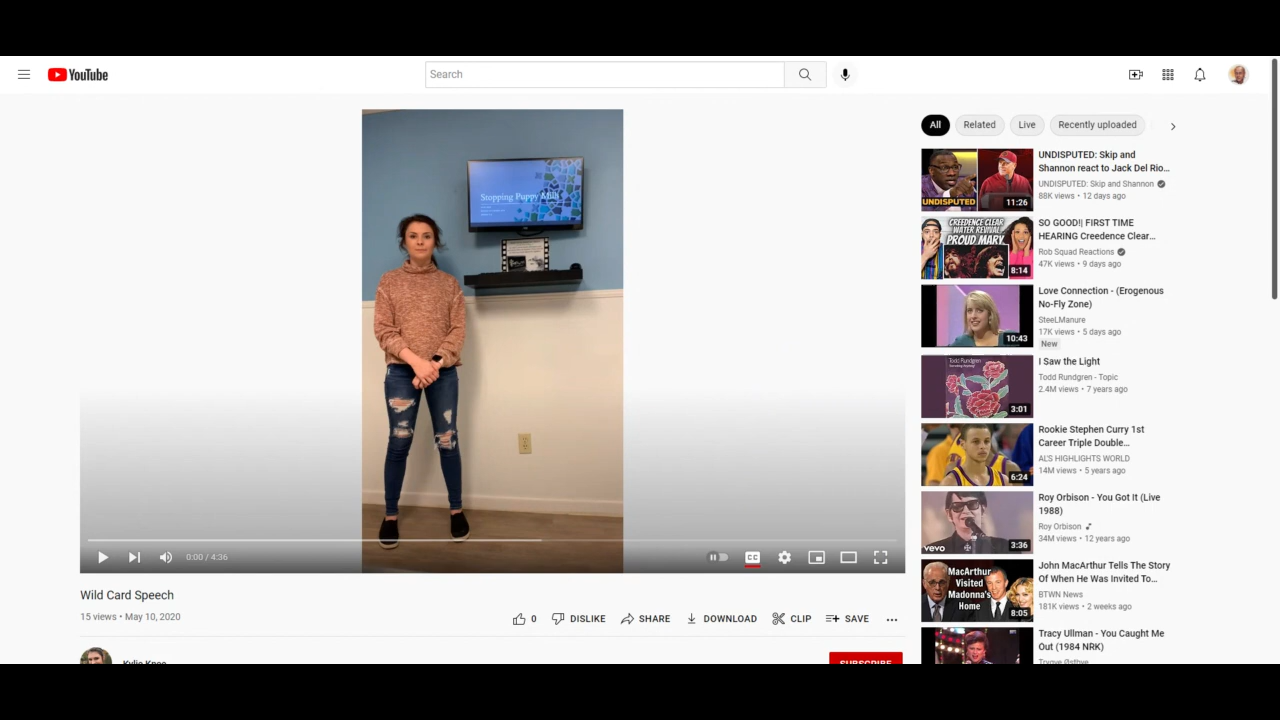 YouTube
Search
Stopping Puppy Mills
0:00 / 4:36
CC
Wild Card Speech
15 views • May 10, 2020
0
DISLIKE
SHARE
DOWNLOAD
CLIP
SAVE
Kylie Knee
SUBSCRIBE
All
Related
Live
Recently uploaded
UNDISPUTED
11:26
UNDISPUTED: Skip and
Shannon react to Jack Del Rio...
UNDISPUTED: Skip and Shannon
88K views • 12 days ago
CREEDENCE CLEAR
WATER REVIVAL
PROUD MARY
8:14
SO GOOD!| FIRST TIME
HEARING Creedence Clear...
Rob Squad Reactions
47K views • 9 days ago
10:43
Love Connection - (Erogenous
No-Fly Zone)
SteeLManure
17K views • 5 days ago
New
Todd Rundgren
3:01
I Saw the Light
Todd Rundgren - Topic
2.4M views • 7 years ago
6:24
Rookie Stephen Curry 1st
Career Triple Double...
AL'S HIGHLIGHTS WORLD
14M views • 5 years ago
vevo
3:36
Roy Orbison - You Got It (Live
1988)
Roy Orbison
34M views • 12 years ago
MacArthur
Visited
Madonna's
Home
8:05
John MacArthur Tells The Story
Of When He Was Invited To...
BTWN News
181K views • 2 weeks ago
Tracy Ullman - You Caught Me
Out (1984 NRK)
Trygve Østbye